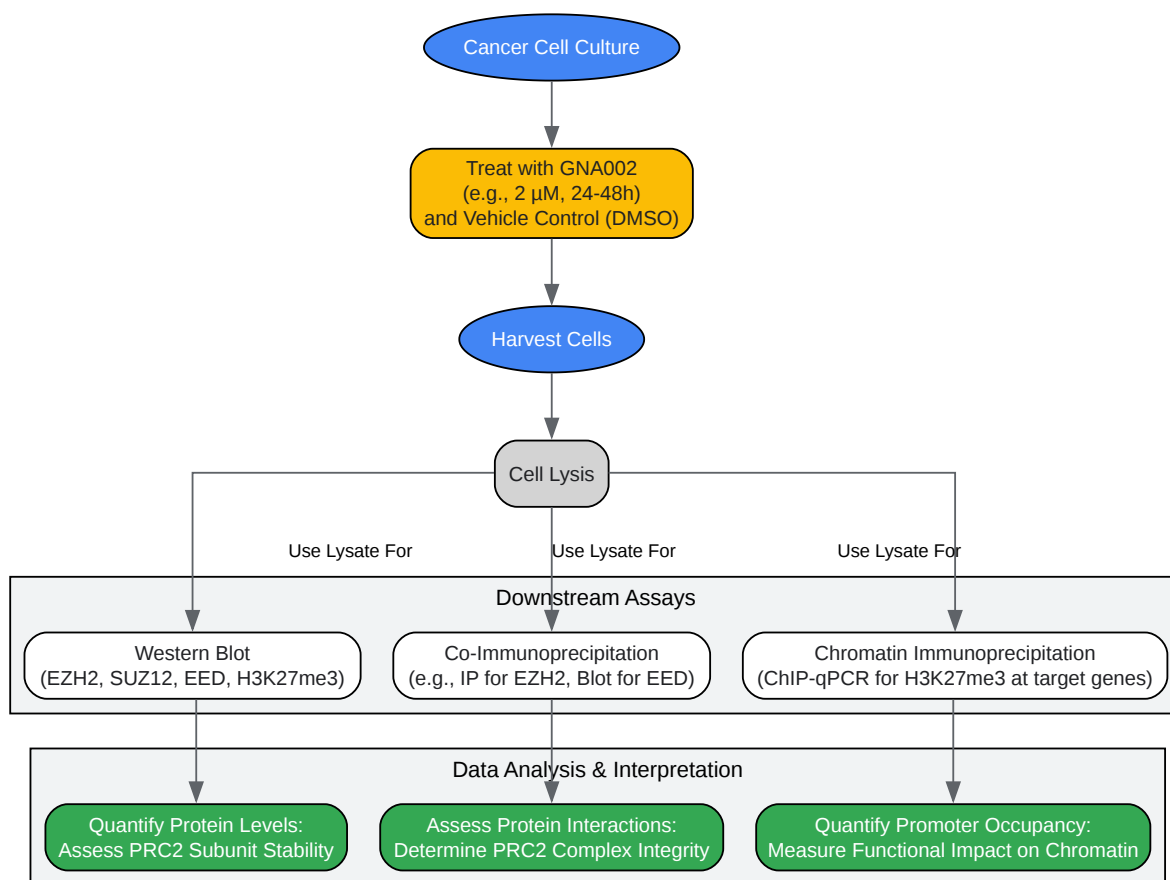 Cancer Cell Culture
Treat with GNA002
(e.g., 2 µM, 24-48h)
and Vehicle Control (DMSO)
Harvest Cells
Cell Lysis
Use Lysate For
Use Lysate For
Use Lysate For
Downstream Assays
Western Blot
(EZH2, SUZ12, EED, H3K27me3)
Co-Immunoprecipitation
(e.g., IP for EZH2, Blot for EED)
Chromatin Immunoprecipitation
(ChIP-qPCR for H3K27me3 at target genes)
Data Analysis & Interpretation
Quantify Protein Levels:
Assess PRC2 Subunit Stability
Assess Protein Interactions:
Determine PRC2 Complex Integrity
Quantify Promoter Occupancy:
Measure Functional Impact on Chromatin